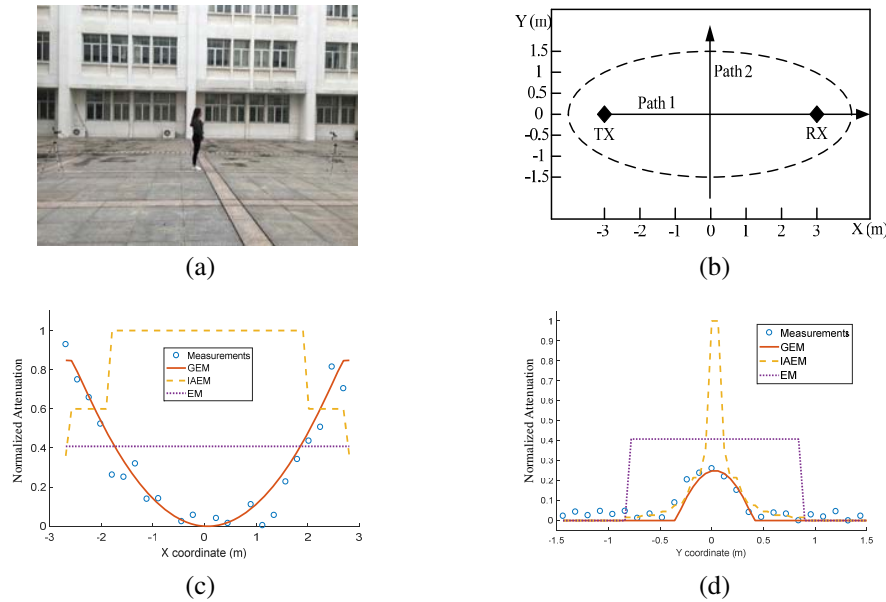 Y (m)
1.5
1
0.5
0
-0.5
-1
-1.5
Path 2
Path 1
TX
RX
-3 -2 -1 0 1 2 3 X (m)
(a)
(b)
Normalized Attenuation
1
0.8
0.6
0.4
0.2
0
Measurements
GEM
IAEM
EM
-3 -2 -1 0 1 2 3
X coordinate (m)
(c)
Normalized Attenuation
1
0.9
0.8
0.7
0.6
0.5
0.4
0.3
0.2
0.1
0
Measurements
GEM
IAEM
EM
-1.5 -1 -0.5 0 0.5 1 1.5
Y coordinate (m)
(d)